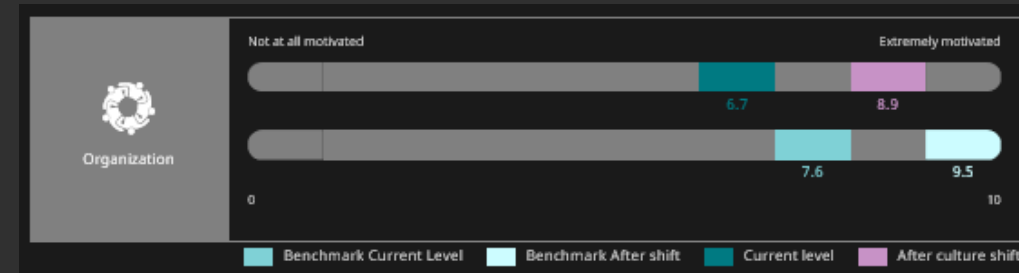 Not at all motivated Extremely motivated
6.7 8.9
Organization
7.6 9.5
0 10
Benchmark Current Level Benchmark After shift Current level After culture shift